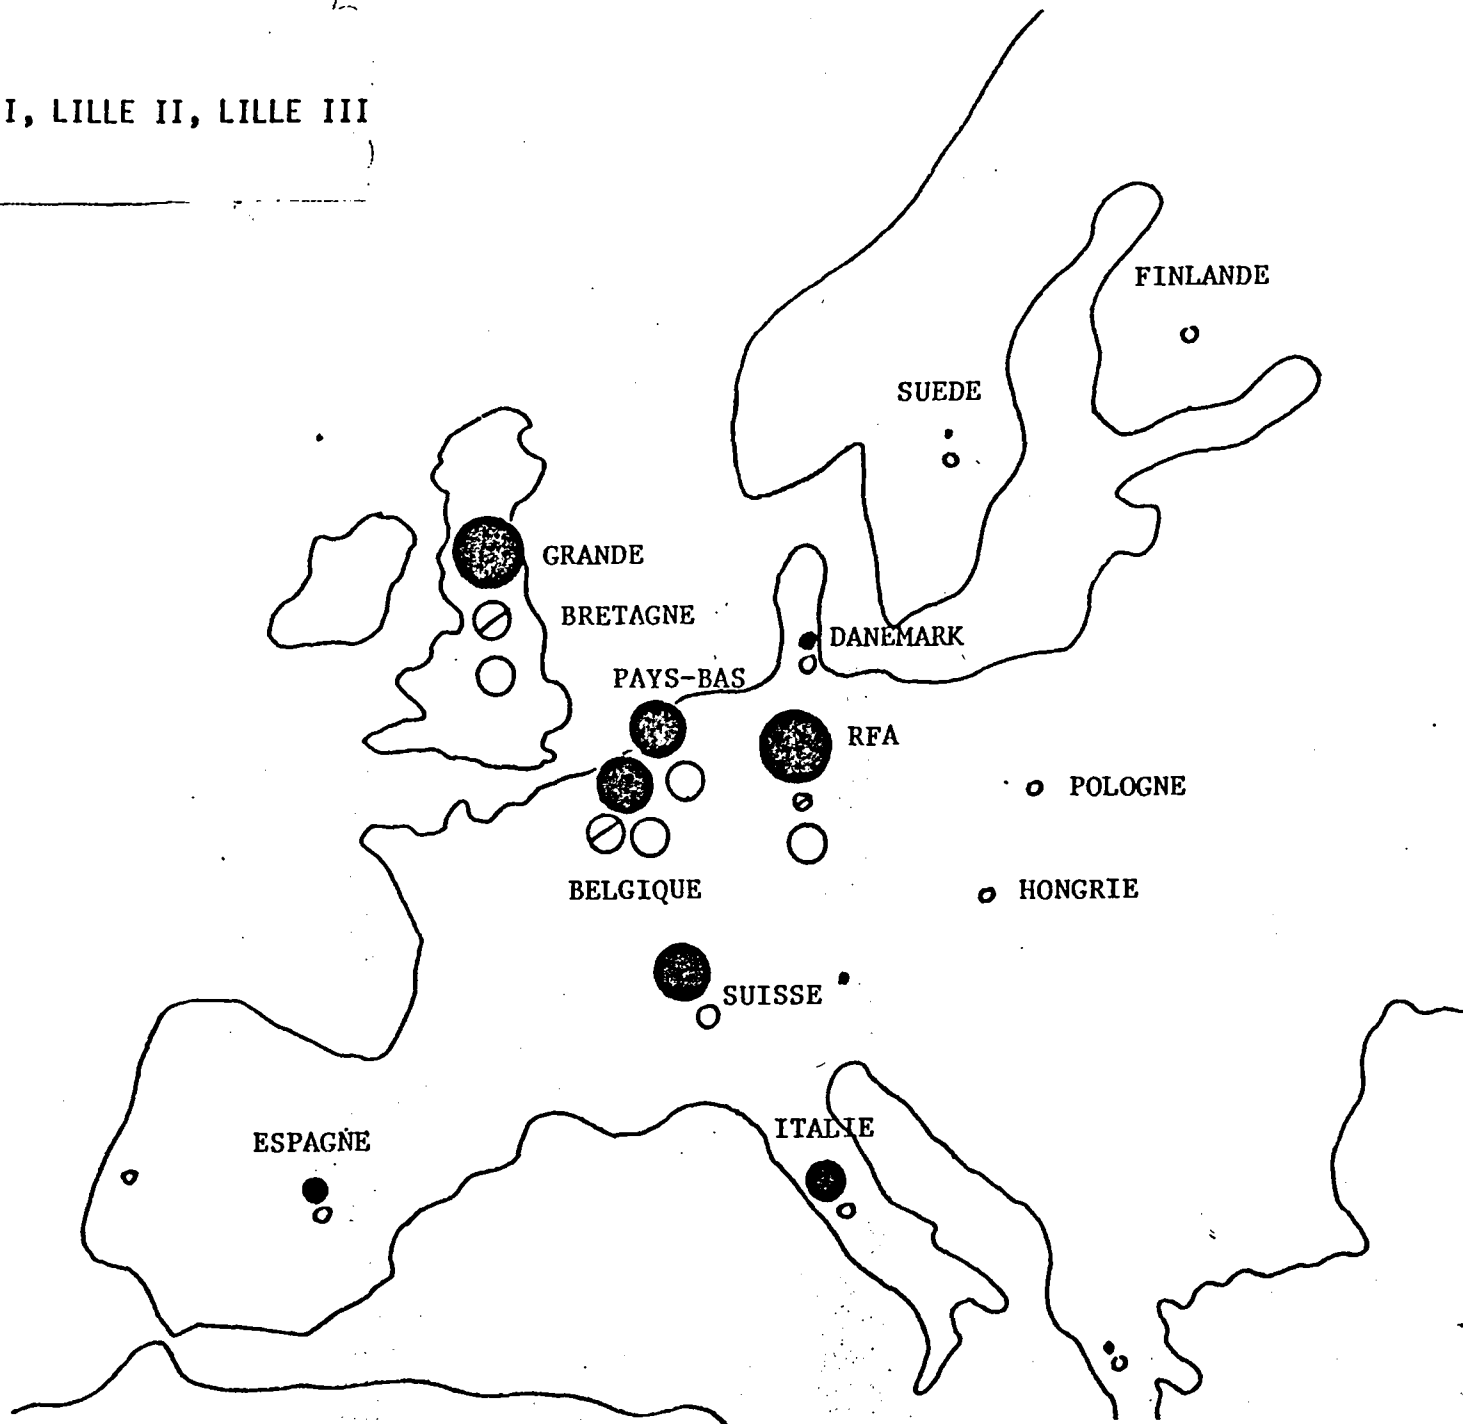 I, LILLE II, LILLE III
FINLANDE
SUEDE
GRANDE
BRETAGNE
DANEMARK
PAYS-BAS
RFA
POLOGNE
BELGIQUE
HONGRIE
SUISSE
ITALIE
ESPAGNE